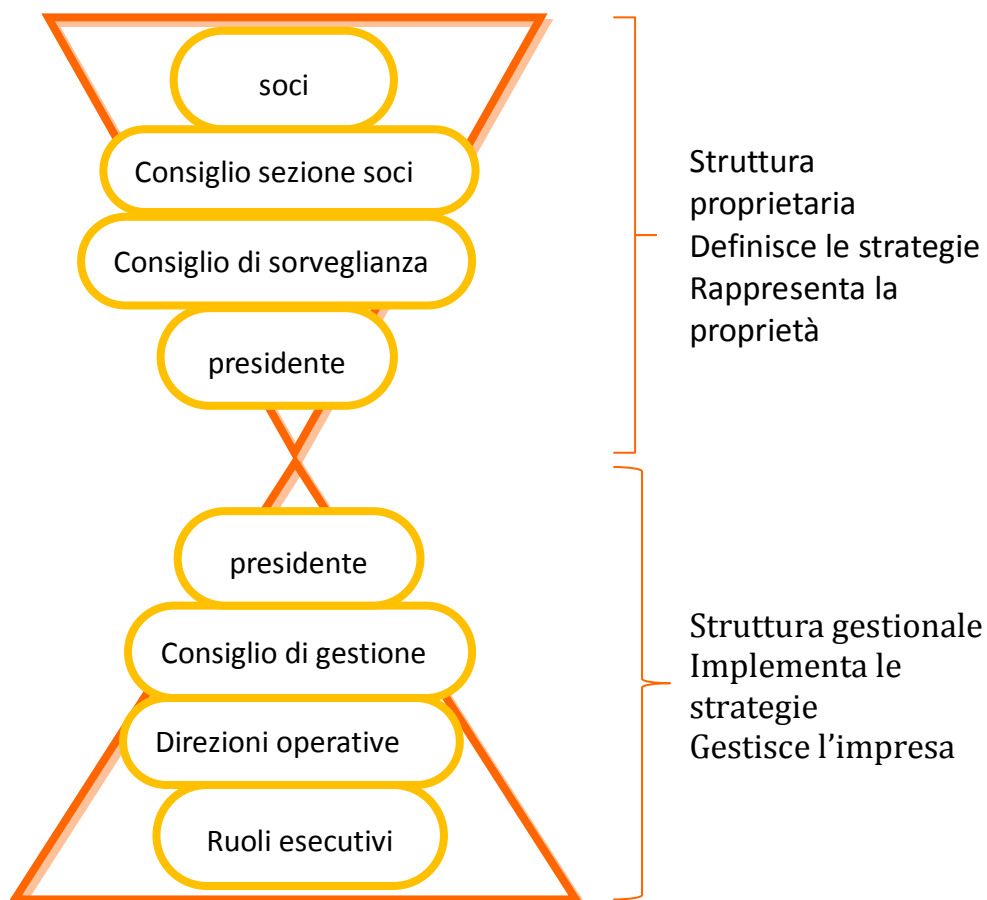 soci
Consiglio sezione soci
Consiglio di sorveglianza
presidente
Struttura
proprietaria
Definisce le strategie
Rappresenta la
proprietà
presidente
Consiglio di gestione
Direzioni operative
Ruoli esecutivi
Struttura gestionale
Implementa le
strategie
Gestisce l’impresa